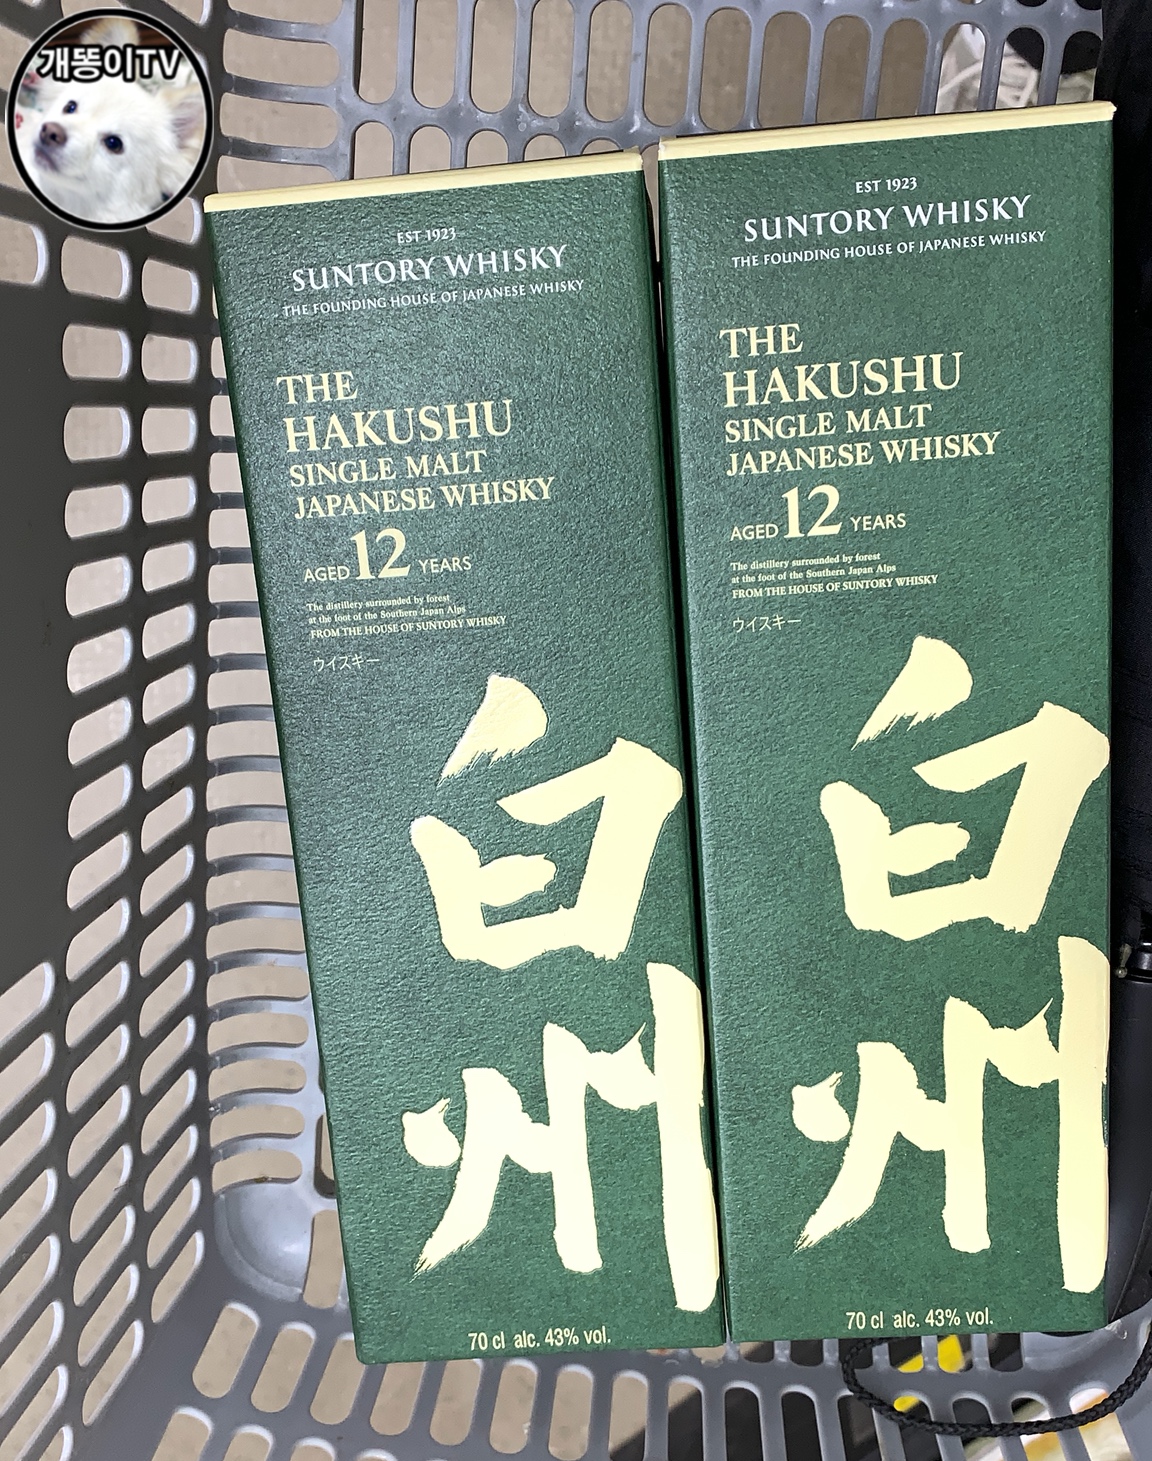 개똥이TV
EST 1923
SUNTORY WHISKY
THE FOUNDING HOUSE OF JAPANESE WHISKY
THE
HAKUSHU
SINGLE MALT
JAPANESE WHISKY
AGED 12 YEARS
The distillery surrounded by forest
at the foot of the Southern Japan Alps
FROM THE HOUSE OF SUNTORY WHISKY
ウイスキー
白州
70 cl alc. 43% vol.
EST 1923
SUNTORY WHISKY
THE FOUNDING HOUSE OF JAPANESE WHISKY
THE
HAKUSHU
SINGLE MALT
JAPANESE WHISKY
AGED 12 YEARS
The distillery surrounded by forest
at the foot of the Southern Japan Alps
FROM THE HOUSE OF SUNTORY WHISKY
ウイスキー
白州
70 cl alc. 43% vol.